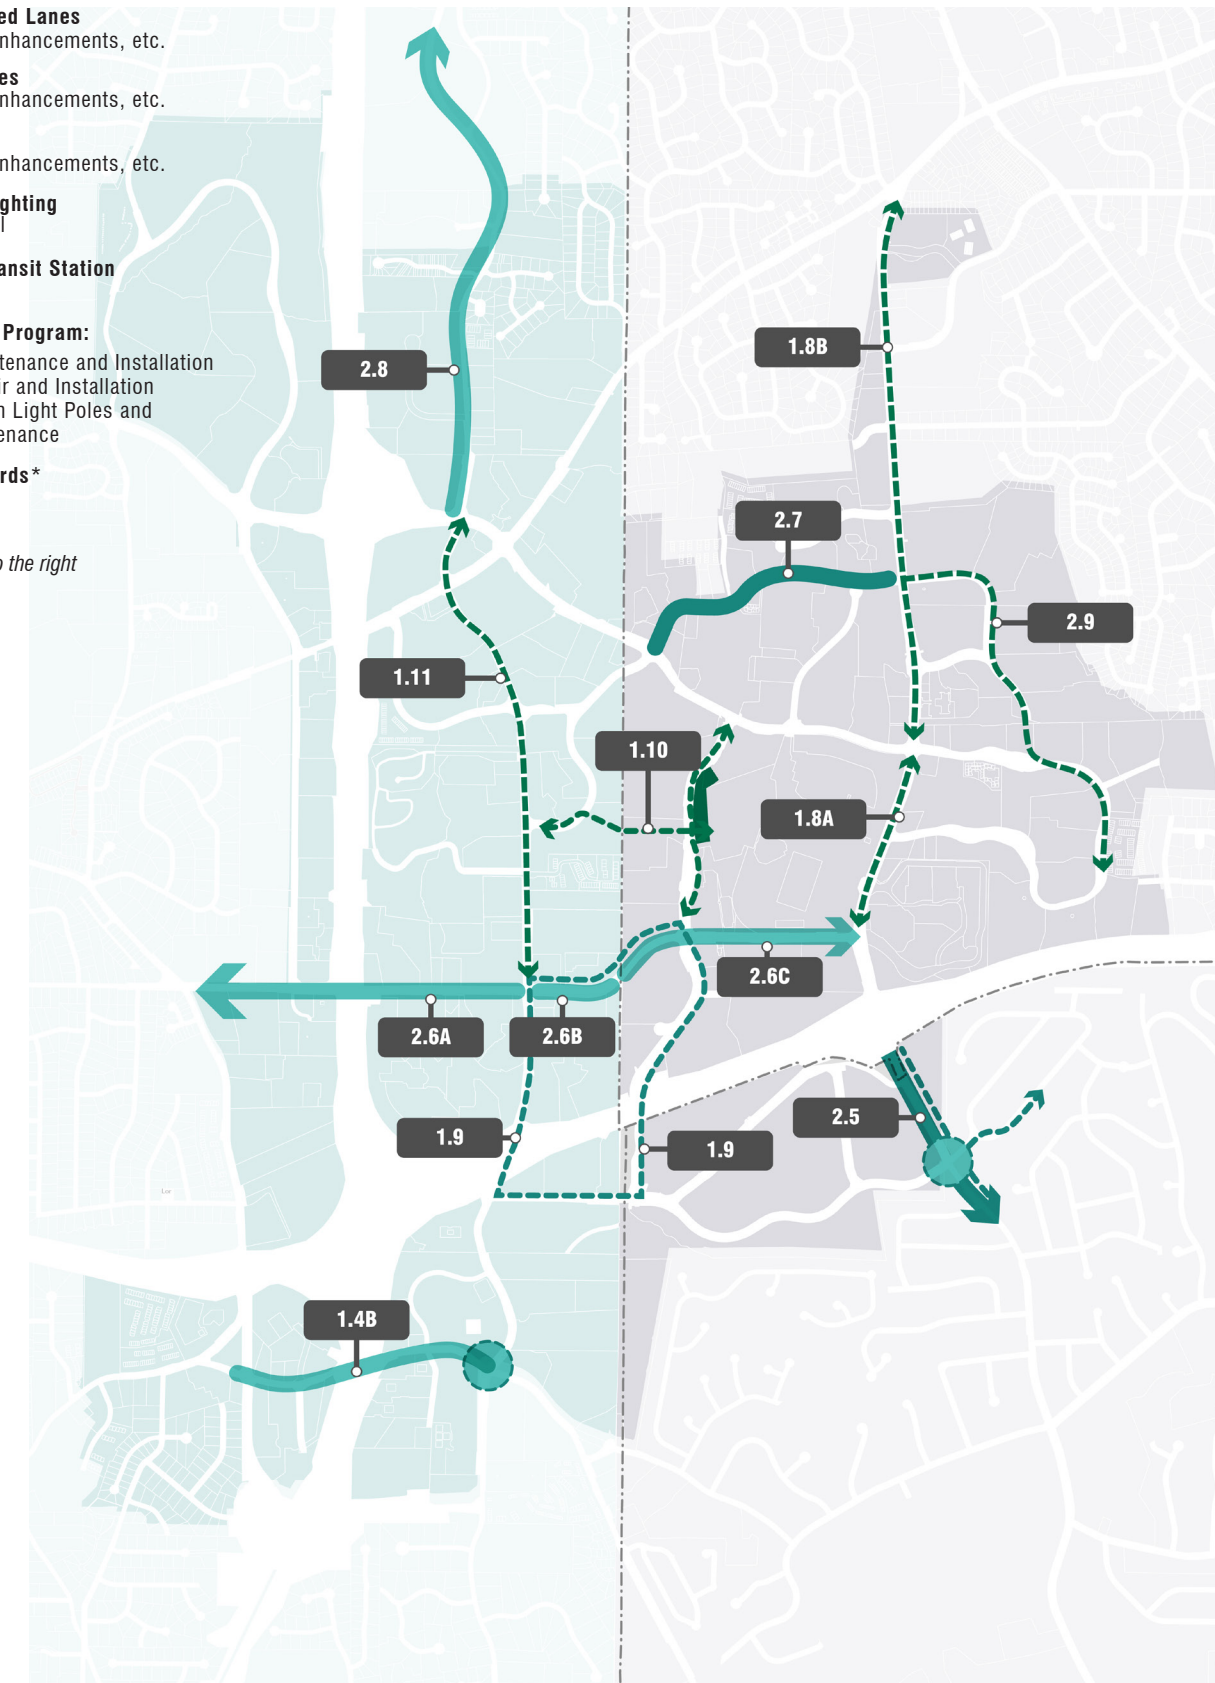 ed Lanes
nhancements, etc.
es
nhancements, etc.
nhancements, etc.
ghting
l
ansit Station
Program:
tenance and Installation
ir and Installation
n Light Poles and
enance
rds*
o the right
2.8
1.8B
2.7
2.9
1.11
1.10
1.8A
2.6C
2.6A
2.6B
2.5
1.9
1.9
1.4B